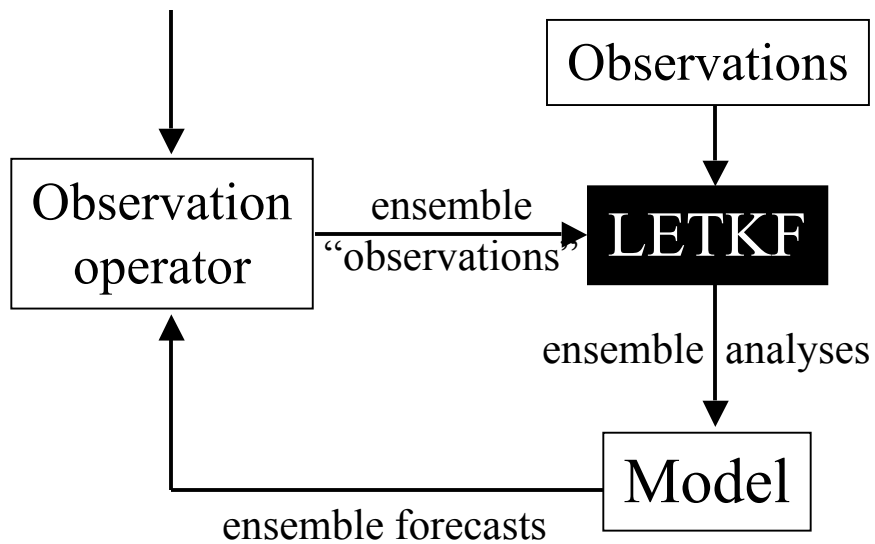 Observations
Observation
operator
ensemble
“observations”
LETKF
ensemble analyses
Model
ensemble forecasts